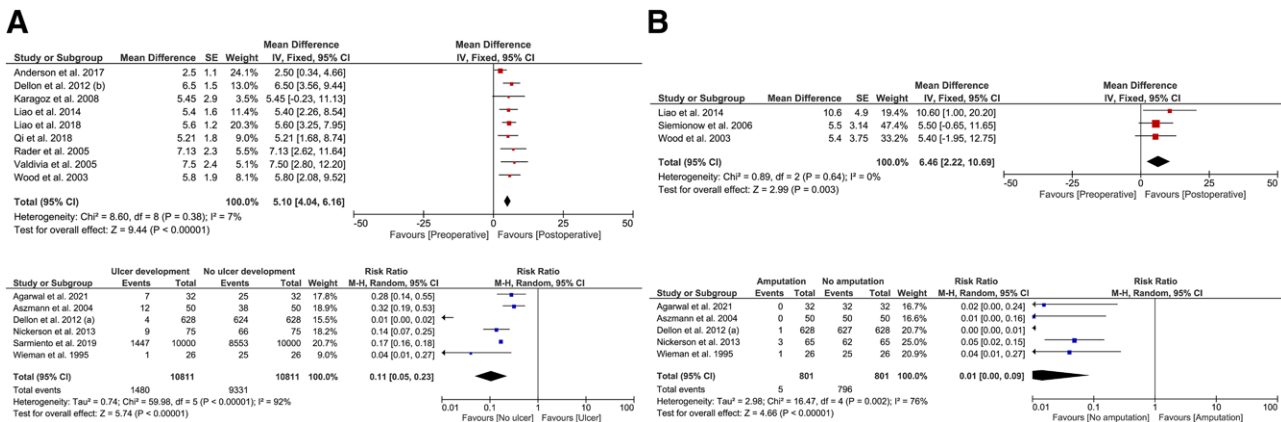 A
Mean Difference Mean Difference
Study or Subgroup Mean Difference SE Weight IV, Fixed, 95% CI IV, Fixed, 95% CI
Anderson et al. 2017 2.5 1.1 24.1% 2.50 [0.34, 4.66]
Dellon et al. 2012 (b) 6.5 1.5 13.0% 6.50 [3.56, 9.44]
Karagoz et al. 2008 5.45 2.9 3.5% 5.45 [-0.23, 11.13]
Liao et al. 2014 5.4 1.6 11.4% 5.40 [2.26, 8.54]
Liao et al. 2018 5.6 1.2 20.3% 5.60 [3.25, 7.95]
Qi et al. 2018 5.21 1.8 9.0% 5.21 [1.68, 8.74]
Rader et al. 2005 7.13 2.3 5.5% 7.13 [2.62, 11.64]
Valdivia et al. 2005 7.5 2.4 5.1% 7.50 [2.80, 12.20]
Wood et al. 2003 5.8 1.9 8.1% 5.80 [2.08, 9.52]
Total (95% CI) 100.0% 5.10 [4.04, 6.16]
Heterogeneity: Chi² = 8.60, df = 8 (P = 0.38); I² = 7%
Test for overall effect: Z = 9.44 (P < 0.00001)
-50 -25 0 25 50
Favours [Preoperative] Favours [Postoperative]
Ulcer development No ulcer development Risk Ratio Risk Ratio
Study or Subgroup Events Total Events Total Weight M-H, Random, 95% CI M-H, Random, 95% CI
Agarwal et al. 2021 7 32 25 32 17.8% 0.28 [0.14, 0.55]
Aszmann et al. 2004 12 50 38 50 18.9% 0.32 [0.19, 0.53]
Dellon et al. 2012 (a) 4 628 624 628 15.5% 0.01 [0.00, 0.02]
Nickerson et al. 2013 9 75 66 75 18.1% 0.14 [0.07, 0.25]
Sarmiento et al. 2019 1447 10000 8553 10000 20.7% 0.17 [0.16, 0.18]
Wieman et al. 1995 1 26 25 26 9.0% 0.04 [0.01, 0.27]
Total (95% CI) 10811 10811 100.0% 0.11 [0.05, 0.23]
Total events 1480 9331
Heterogeneity: Tau² = 0.74; Chi² = 59.98, df = 5 (P < 0.00001); I² = 92%
Test for overall effect: Z = 5.74 (P < 0.00001)
0.01 0.1 1 10 100
Favours [No ulcer] Favours [Ulcer]
B
Mean Difference Mean Difference
Study or Subgroup Mean Difference SE Weight IV, Fixed, 95% CI IV, Fixed, 95% CI
Liao et al. 2014 10.6 4.9 19.4% 10.60 [1.00, 20.20]
Siemionow et al. 2006 5.5 3.14 47.4% 5.50 [-0.65, 11.65]
Wood et al. 2003 5.4 3.75 33.2% 5.40 [-1.95, 12.75]
Total (95% CI) 100.0% 6.46 [2.22, 10.69]
Heterogeneity: Chi² = 0.89, df = 2 (P = 0.64); I² = 0%
Test for overall effect: Z = 2.99 (P = 0.003)
-50 -25 0 25 50
Favours [Preoperative] Favours [Postoperative]
Amputation No amputation Risk Ratio Risk Ratio
Study or Subgroup Events Total Events Total Weight M-H, Random, 95% CI M-H, Random, 95% CI
Agarwal et al. 2021 0 32 32 32 16.7% 0.02 [0.00, 0.24]
Aszmann et al. 2004 0 50 50 50 16.7% 0.01 [0.00, 0.16]
Dellon et al. 2012 (a) 1 628 627 628 20.7% 0.00 [0.00, 0.01]
Nickerson et al. 2013 3 65 62 65 25.0% 0.05 [0.02, 0.15]
Wieman et al. 1995 1 26 25 26 20.9% 0.04 [0.01, 0.27]
Total (95% CI) 801 801 100.0% 0.01 [0.00, 0.09]
Total events 5 796
Heterogeneity: Tau² = 2.98; Chi² = 16.47, df = 4 (P = 0.002); I² = 76%
Test for overall effect: Z = 4.66 (P < 0.00001)
0.01 0.1 1 10 100
Favours [No amputation] Favours [Amputation]